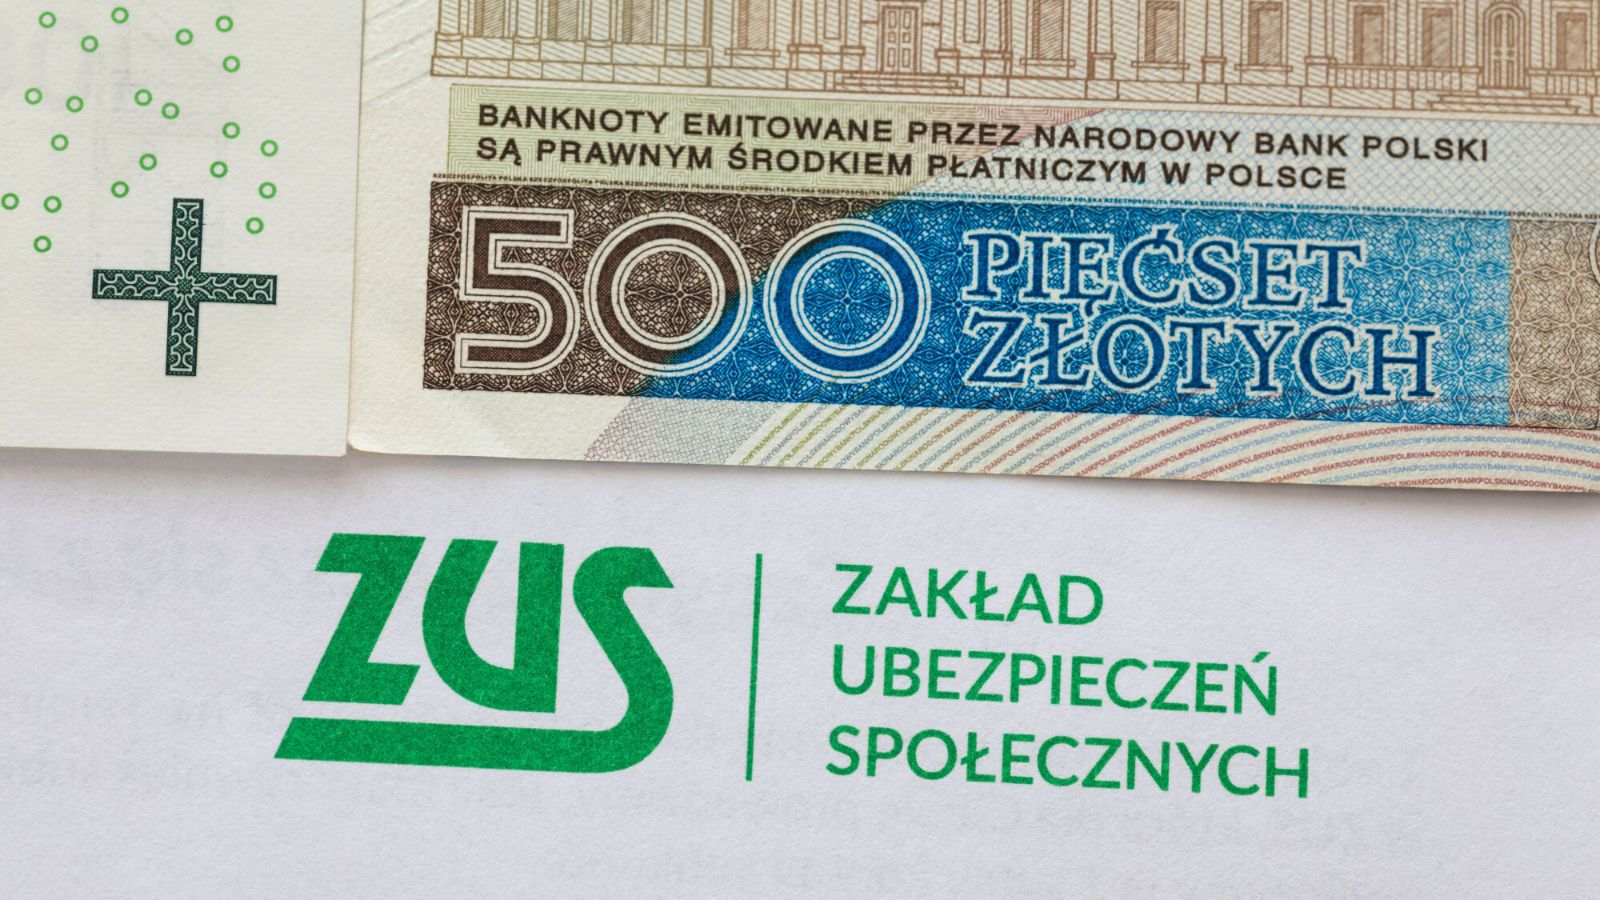 BANKNOTY EMITOWANE PRZEZ NARODOWY BANK POLSKI
SĄ PRAWNYM ŚRODKIEM PŁATNICZYM W POLSCE
500 PIĘĆSET
ZŁOTYCH
ZUS
ZAKŁAD
UBEZPIECZEŃ
SPOŁECZNYCH